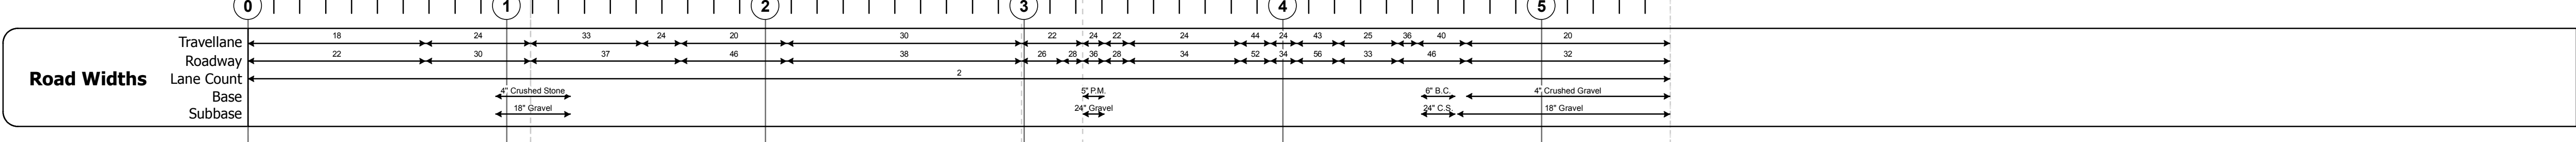 0 1 2 3 4 5
Travellane 18 24 33 24 20 30 22 24 22 24 44 24 43 25 36 40 20
Roadway 22 30 37 46 38 26 28 36 28 34 52 34 56 33 46 32
Road Widths
Lane Count 2
Base 4" Crushed Stone 5" P.M. 6" B.C. 4" Crushed Gravel
Subbase 18" Gravel 24" Gravel 24" C.S. 18" Gravel